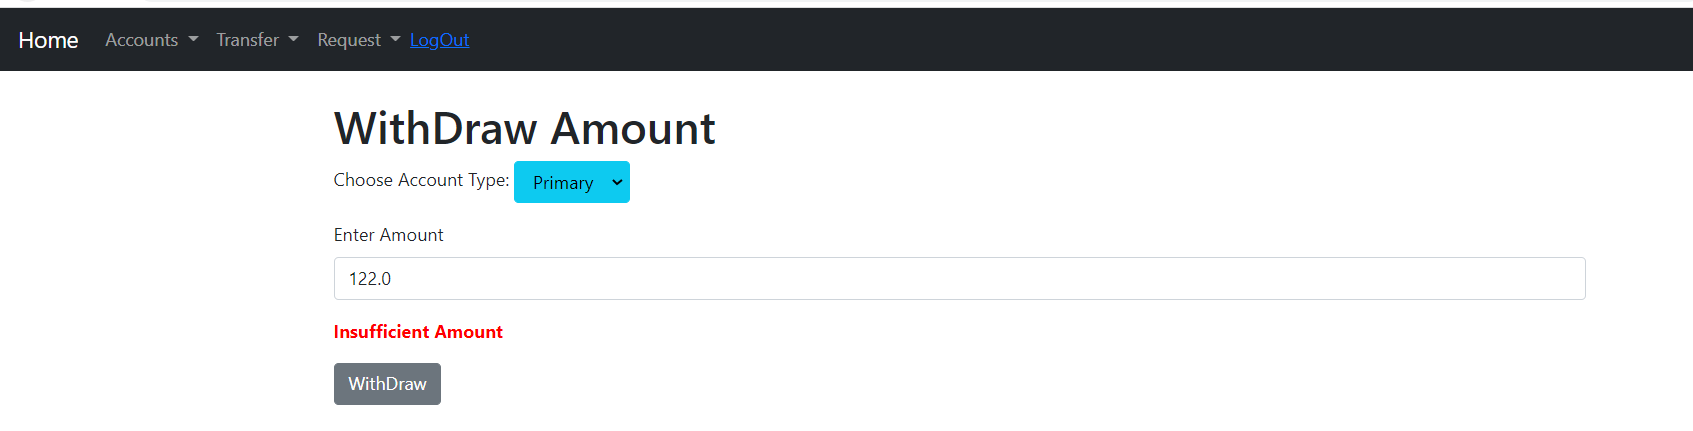 Home Accounts Transfer Request LogOut
WithDraw Amount
Choose Account Type: Primary
Enter Amount
122.0
Insufficient Amount
WithDraw